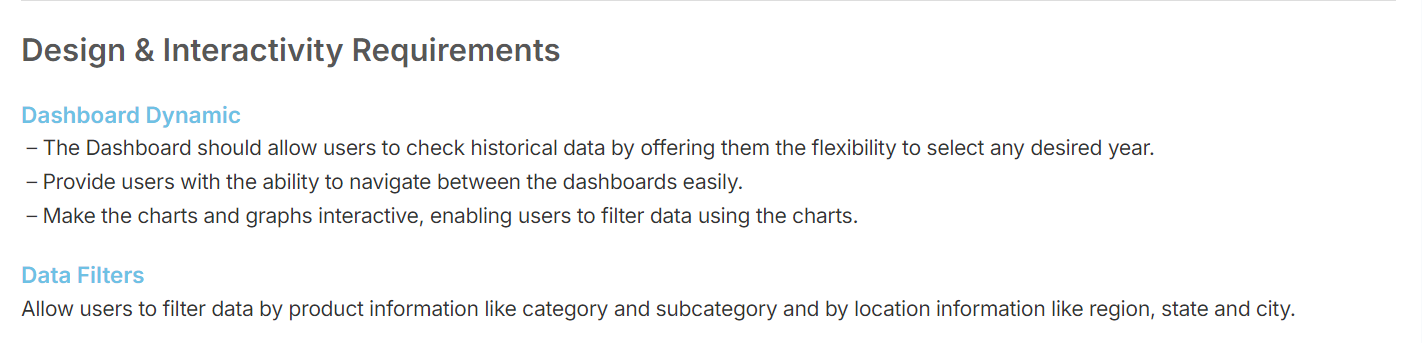 Design & Interactivity Requirements
Dashboard Dynamic
– The Dashboard should allow users to check historical data by offering them the flexibility to select any desired year.
– Provide users with the ability to navigate between the dashboards easily.
– Make the charts and graphs interactive, enabling users to filter data using the charts.
Data Filters
Allow users to filter data by product information like category and subcategory and by location information like region, state and city.